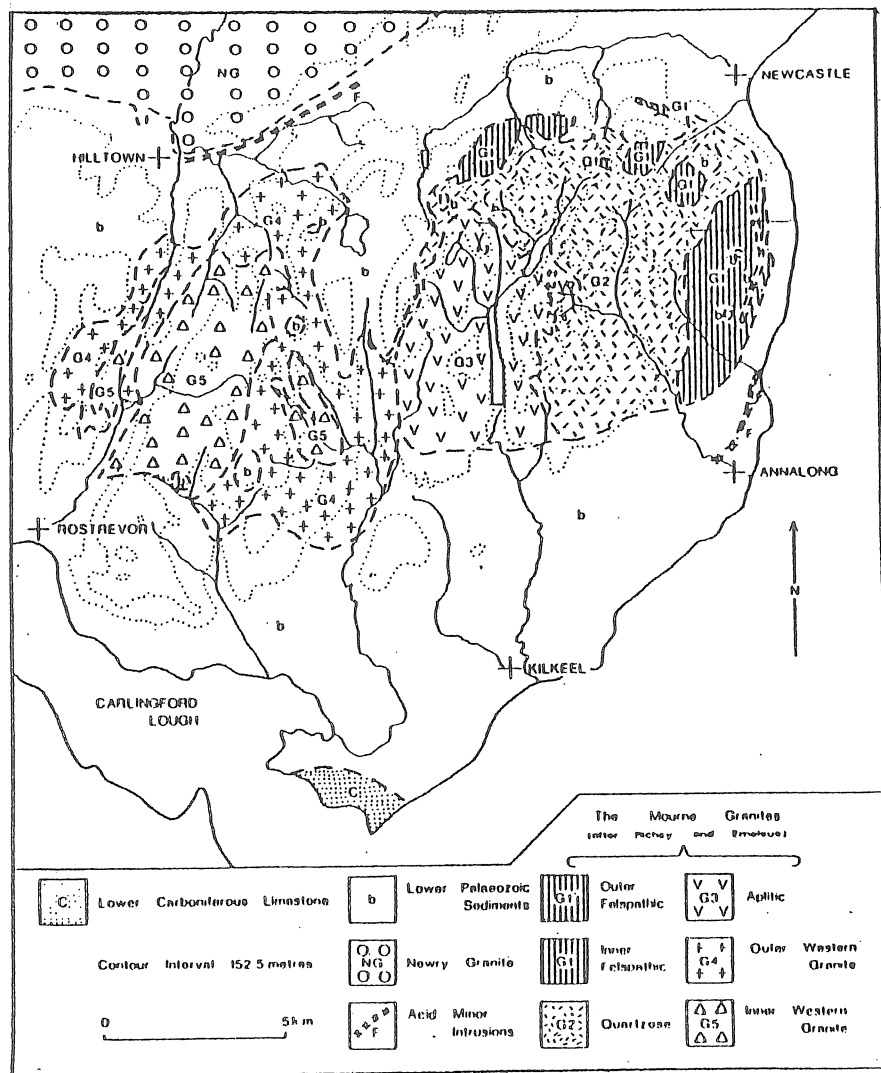 NG
b
NEWCASTLE
F
G1
HILLTOWN
G1
G1
b
G1
b
G4
b
b
b
b
b
G2
G4
G5
G5
b
G3
G5
b
G4
F
ANNALONG
ROSTREVOR
b
b
N
KILKEEL
CARLINGFORD
LOUGH
C
The Mourne Granites
C Lower Carboniferous Limestone
b Lower Palaeozoic
Sediments
G1 Outer
Felspathic
G3 Aplitic
Contour Interval 152.5 metres
NG Newry Granite
G1 Inner
Felspathic
G4 Outer Western
Granite
0 5km
F Acid Minor
Intrusions
G2 Quartzose
G5 Inner Western
Granite